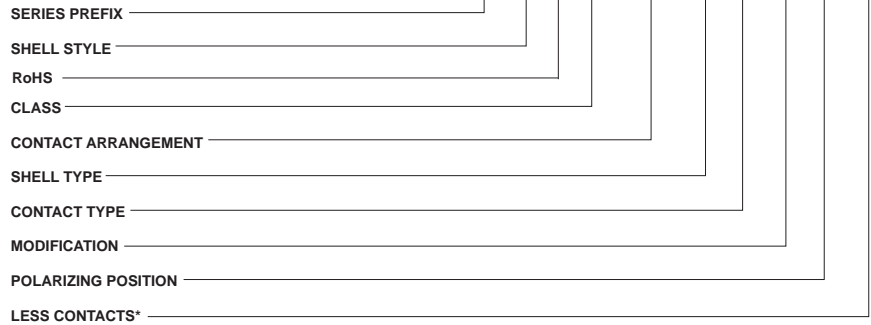 SERIES PREFIX
SHELL STYLE
RoHS
CLASS
CONTACT ARRANGEMENT
SHELL TYPE
CONTACT TYPE
MODIFICATION
POLARIZING POSITION
LESS CONTACTS*